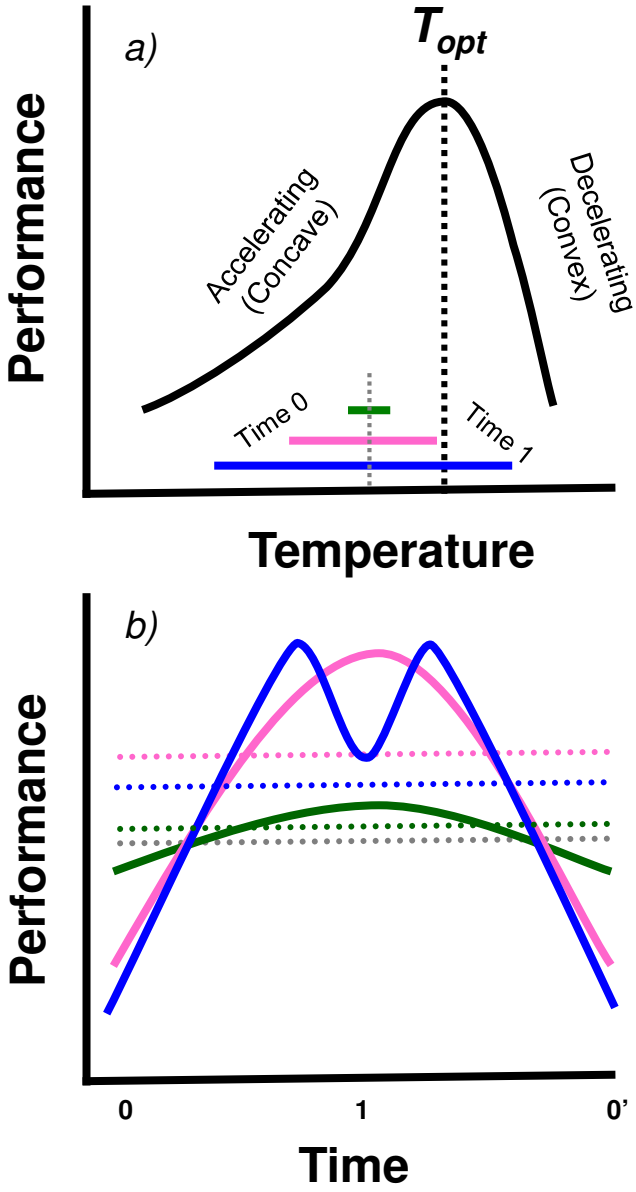 a)
T_opt
Performance
Accelerating
(Concave)
Decelerating
(Convex)
Time 0
Time 1
Temperature
b)
Performance
0
1
0'
Time